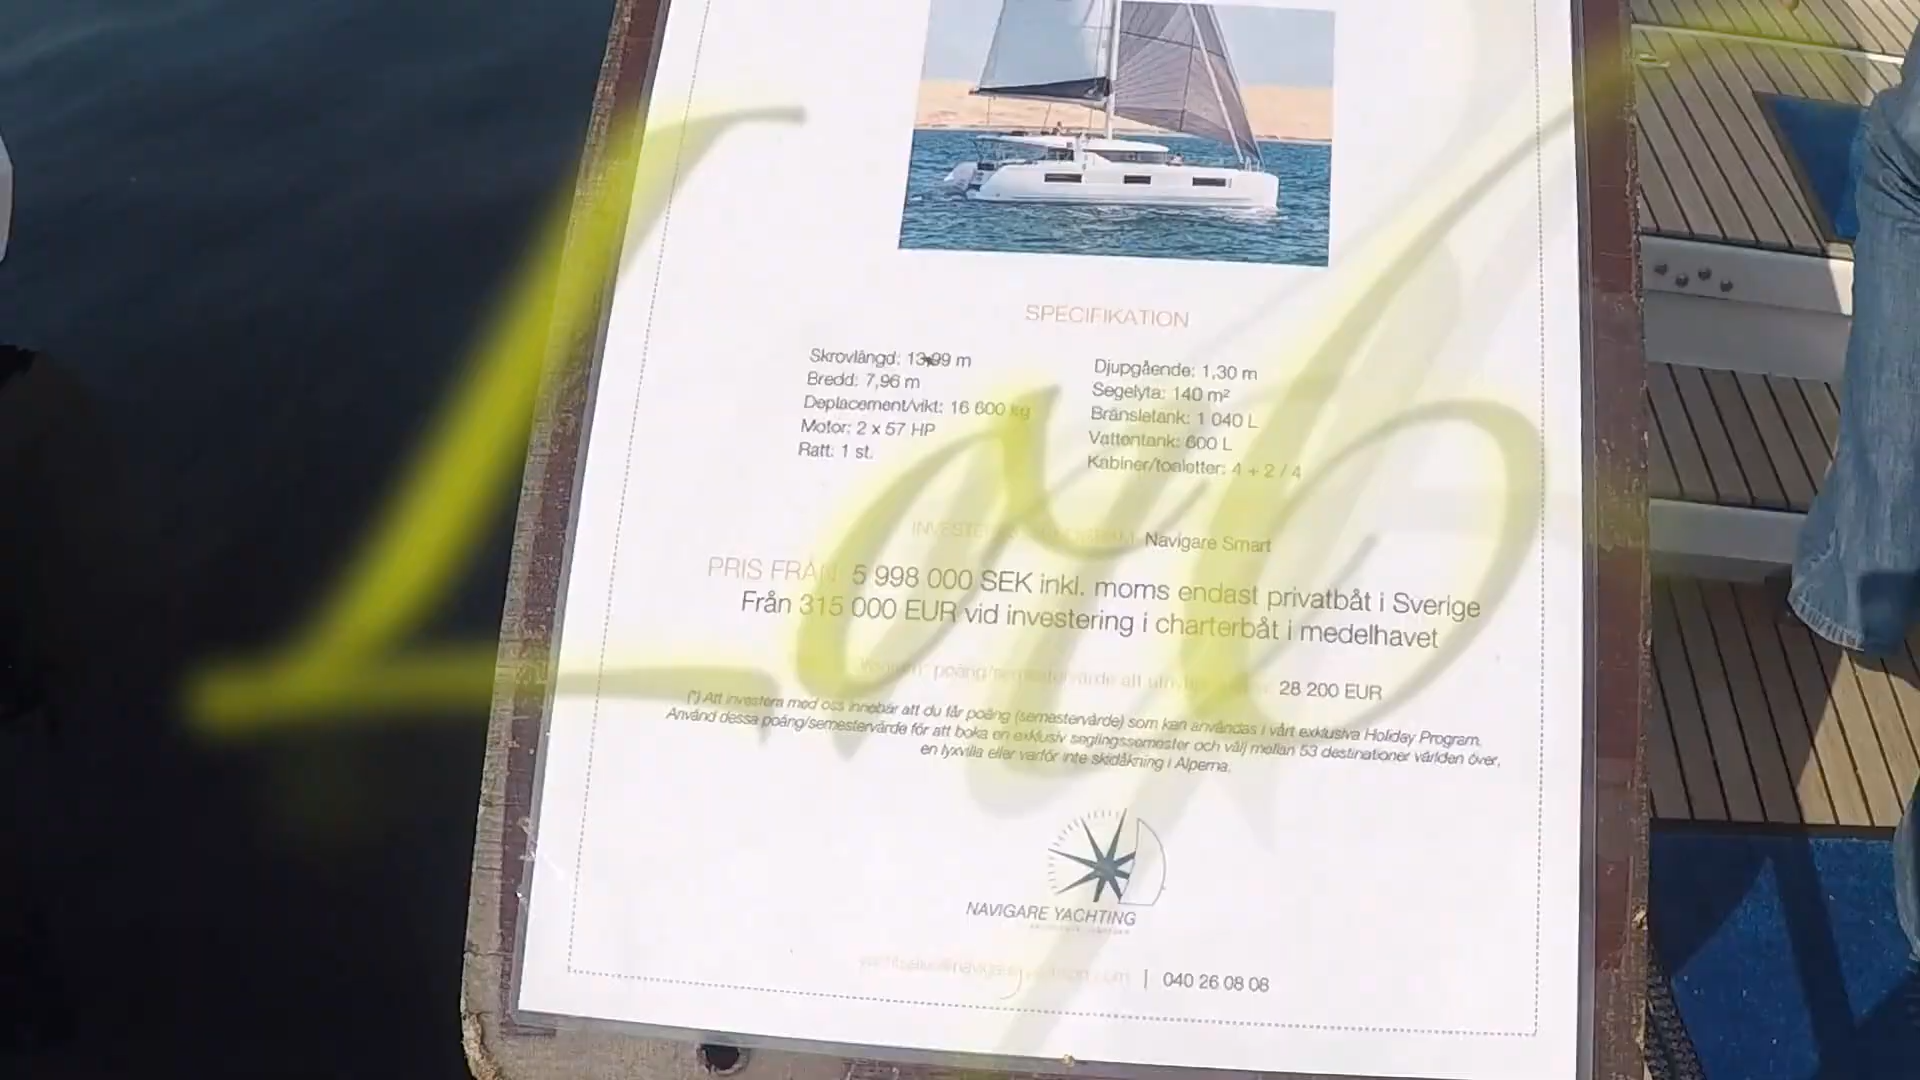 SPECIFIKATION
Skrovlängd: 13,99 m
Bredd: 7,96 m
Deplacement/vikt: 16 600 kg
Motor: 2 x 57 HP
Ratt: 1 st.
Djupgående: 1,30 m
Segelyta: 140 m²
Bränsletank: 1 040 L
Vattentank: 600 L
Kabiner/toaletter: 4 + 2 / 4
Navigare Smart
PRIS FRÅN: 5 998 000 SEK inkl. moms endast privatbåt i Sverige
Från 315 000 EUR vid investering i charterbåt i medelhavet
poäng/semestervärde att 28 200 EUR
(*) Att investera med oss innebär att du får poäng (semestervärde) som kan användas i vårt exklusiva Holiday Program.
Använd dessa poäng/semestervärde för att boka en exklusiv seglingssemester och välj mellan 53 destinationer världen över,
en lyxvilla eller varför inte skidåkning i Alperna.
NAVIGARE YACHTING
| 040 26 08 08